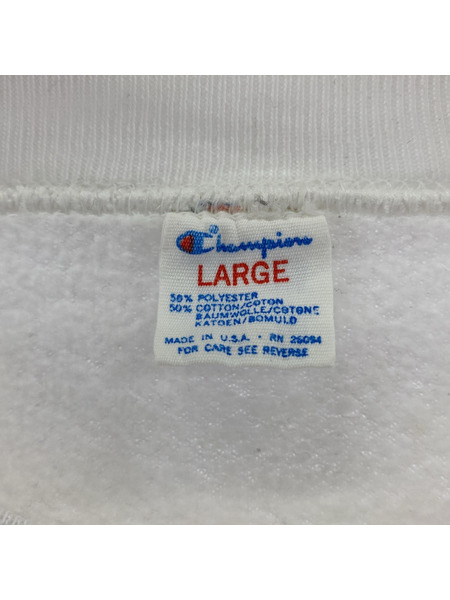 Champion
LARGE
50% POLYESTER
50% COTTON/COTON
BAUMWOLLE/COTONE
KATOEN/BOMULD
MADE IN U.S.A. · RN 26094
FOR CARE SEE REVERSE